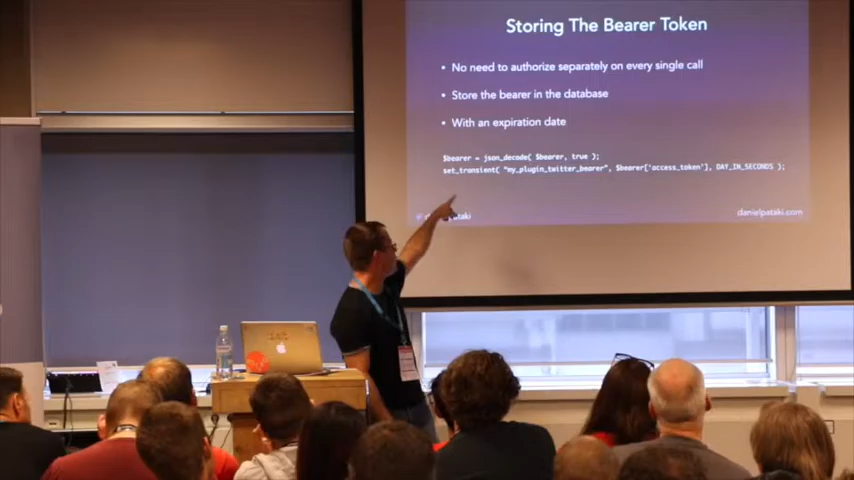 Storing The Bearer Token
• No need to authorize separately on every single call
• Store the bearer in the database
• With an expiration date
$bearer = json_decode( $bearer, true );
set_transient( "my_plugin_twitter_bearer", $bearer['access_token'], DAY_IN_SECONDS );
danielpataki.com